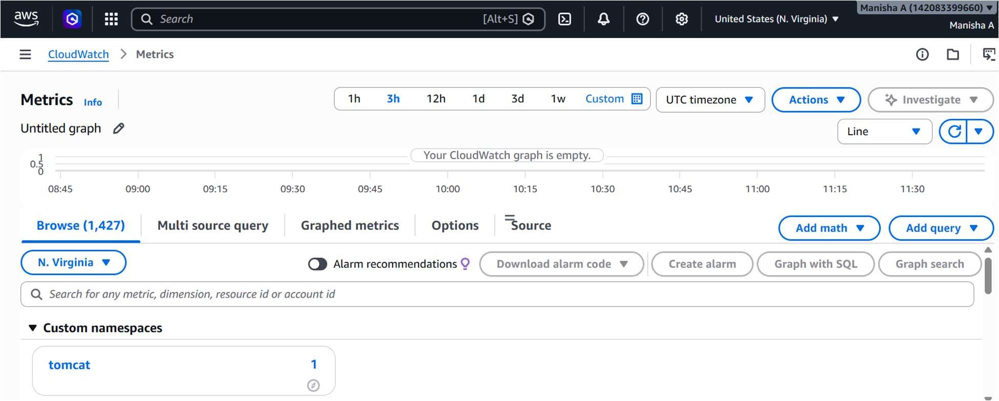 aws
Search [Alt+S]
United States (N. Virginia)
Manisha A (142083399660)
Manisha A
CloudWatch Metrics
Metrics Info
1h 3h 12h 1d 3d 1w Custom
UTC timezone
Actions
Investigate
Untitled graph
Line
Your CloudWatch graph is empty.
1
0.5
0
08:45 09:00 09:15 09:30 09:45 10:00 10:15 10:30 10:45 11:00 11:15 11:30
Browse (1,427) Multi source query Graphed metrics Options Source
Add math Add query
N. Virginia
Alarm recommendations
Download alarm code
Create alarm
Graph with SQL
Graph search
Search for any metric, dimension, resource id or account id
Custom namespaces
tomcat 1